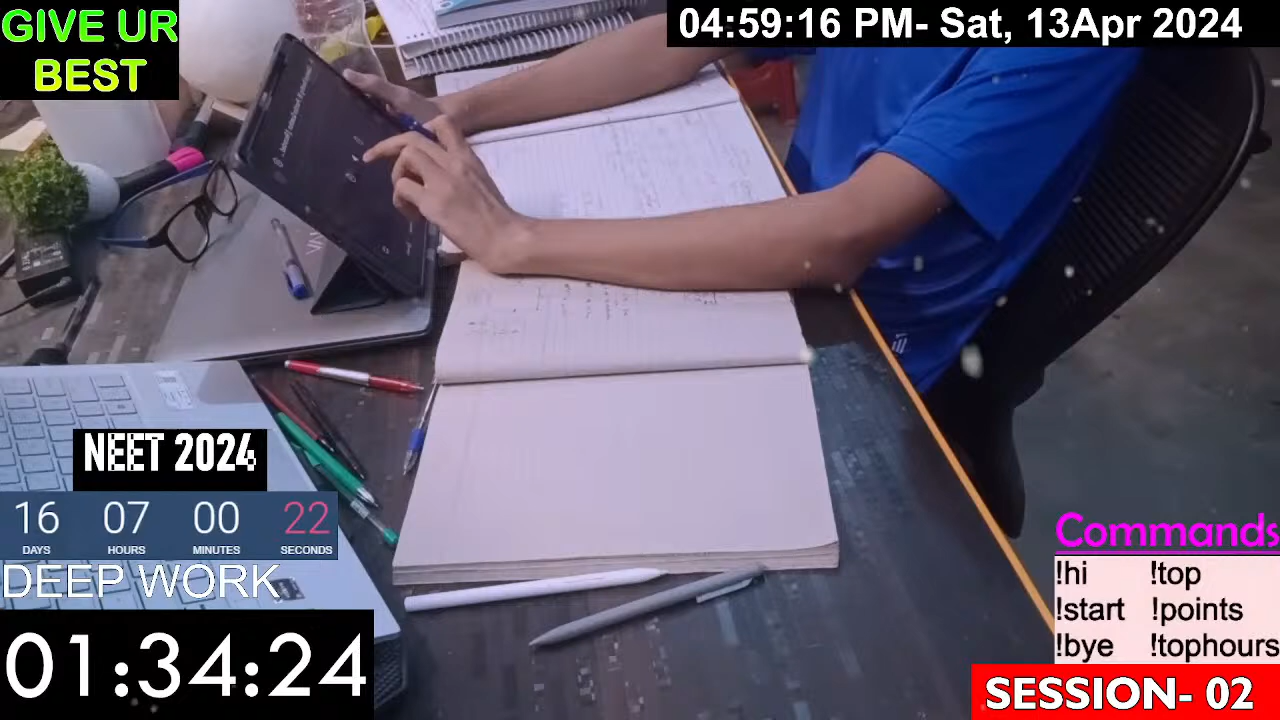 GIVE UR
BEST
04:59:16 PM- Sat, 13Apr 2024
NEET 2024
16 07 00 22
DAYS HOURS MINUTES SECONDS
DEEP WORK
01:34:24
Commands
!hi !top
!start !points
!bye !tophours
SESSION- 02